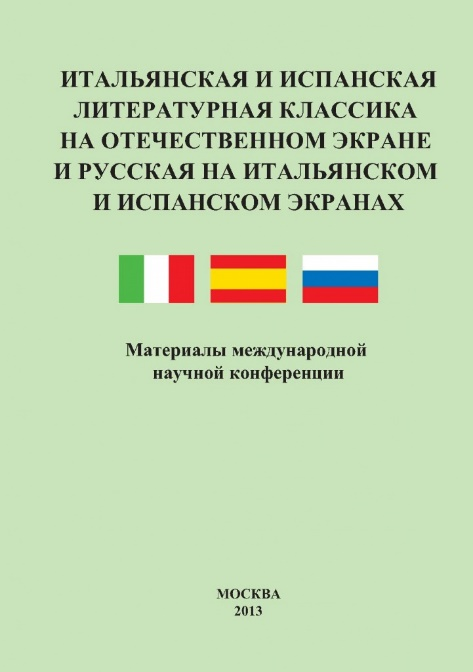 ИТАЛЬЯНСКАЯ И ИСПАНСКАЯ
ЛИТЕРАТУРНАЯ КЛАССИКА
НА ОТЕЧЕСТВЕННОМ ЭКРАНЕ
И РУССКАЯ НА ИТАЛЬЯНСКОМ
И ИСПАНСКОМ ЭКРАНАХ
Материалы международной
научной конференции
МОСКВА
2013